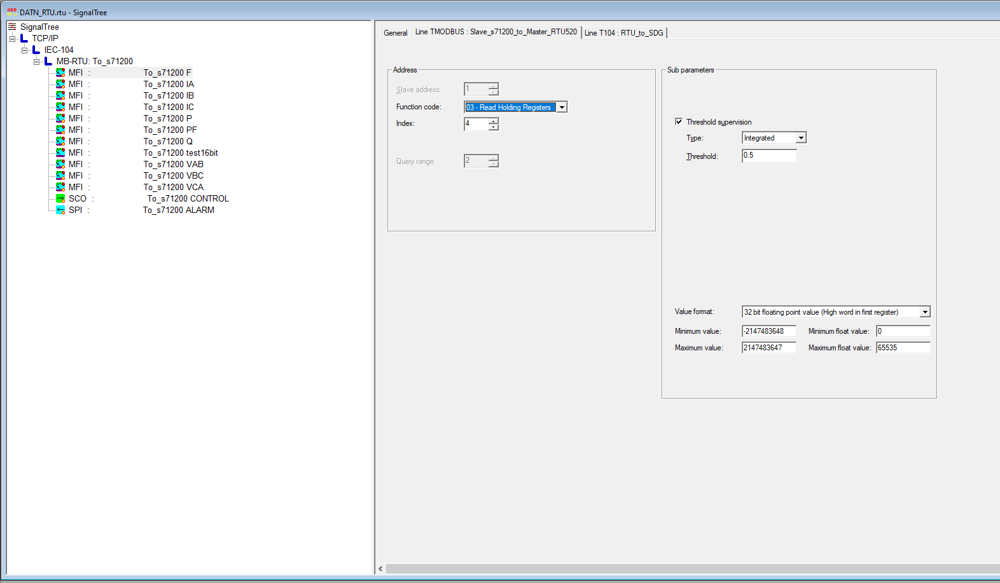 ABB
RTU
DATN_RTU.rtu - SignalTree
SignalTree
TCP/IP
IEC-104
MB-RTU: To_s71200
MFI : To_s71200 F
MFI : To_s71200 IA
MFI : To_s71200 IB
MFI : To_s71200 IC
MFI : To_s71200 P
MFI : To_s71200 PF
MFI : To_s71200 Q
MFI : To_s71200 test16bit
MFI : To_s71200 VAB
MFI : To_s71200 VBC
MFI : To_s71200 VCA
SCO : To_s71200 CONTROL
SPI : To_s71200 ALARM
General
Line TMODBUS : Slave_s71200_to_Master_RTU520
Line T104 : RTU_to_SDG
Address
Slave address: 1
Function code: 03 - Read Holding Registers
Index: 4
Query range: 2
Sub parameters
Threshold supervision
Type: Integrated
Threshold: 0.5
Value format: 32 bit floating point value (High word in first register)
Minimum value: -2147483648 Minimum float value: 0
Maximum value: 2147483647 Maximum float value: 65535